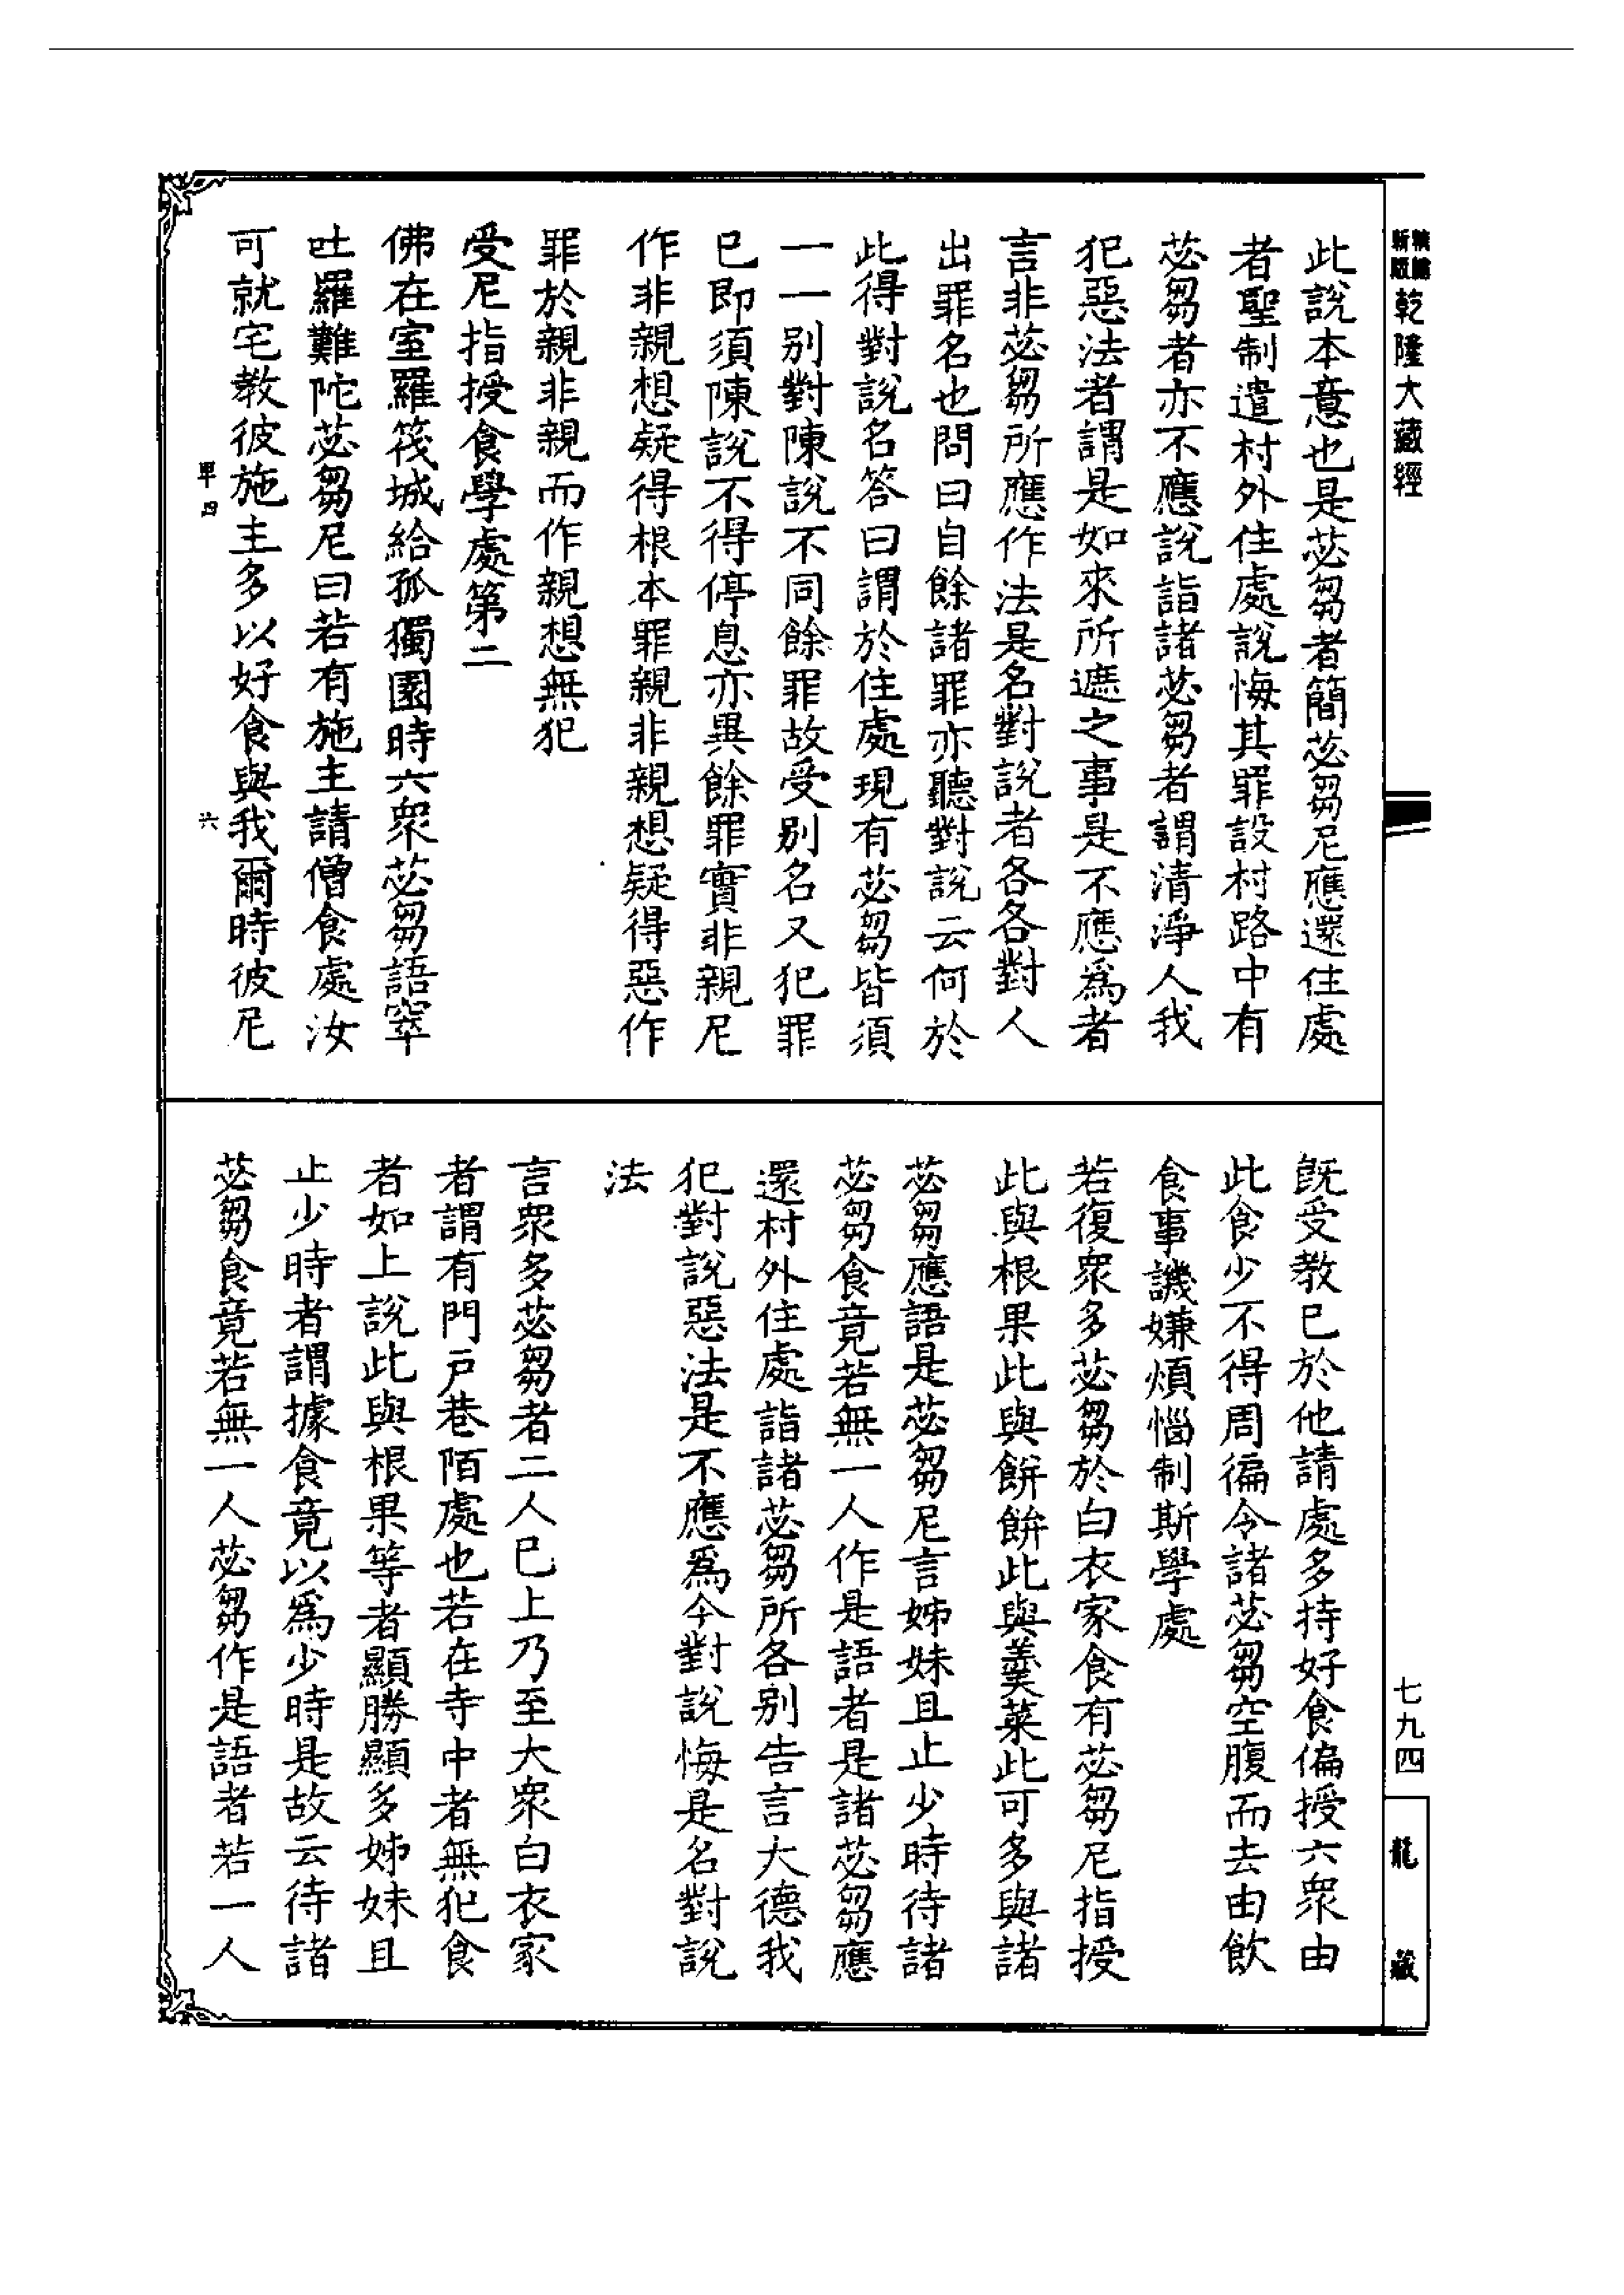 新版
乾隆大藏經
此說本意也是苾芻者簡苾芻尼應還住處
者聖制遣村外住處說悔其罪設村路中有
苾芻者亦不應說詣諸苾芻者謂清淨人我
犯惡法者謂是如來所遮之事是不應爲者
言非苾芻所應作法是名對說者各各對人
出罪名也問曰自餘諸罪亦聽對說云何於
此得對說名答曰謂於住處現有苾芻皆須
一一别對陳說不同餘罪故受别名又犯罪
已即須陳說不得停息亦異餘罪實非親尼
作非親想疑得根本罪親非親想疑得惡作
罪於親非親而作親想無犯
受尼指授食學處第二
佛在室羅筏城給孤獨園時六衆苾芻語窣
吐羅難陀苾芻尼曰若有施主請僧食處汝
可就宅教彼施主多以好食與我爾時彼尼
旣受教已於他請處多持好食偏授六衆由
此食少不得周徧令諸苾芻空腹而去由飲
食事譏嫌煩惱制斯學處
若復衆多苾芻於白衣家食有苾芻尼指授
此與根果此與餅餅此與羹菜此可多與諸
苾芻應語是苾芻尼言姊妹且止少時待諸
苾芻食竟若無一人作是語者是諸苾芻應
還村外住處詣諸苾芻所各别告言大德我
犯對說惡法是不應爲今對說悔是名對說
法
言衆多苾芻者二人已上乃至大衆白衣家
者謂有門戸巷陌處也若在寺中者無犯食
者如上說此與根果等者顯勝顯多姊妹且
止少時者謂據食竟以爲少時是故云待諸
苾芻食竟若無一人苾芻作是語者若一人
七九四
龍藏
六